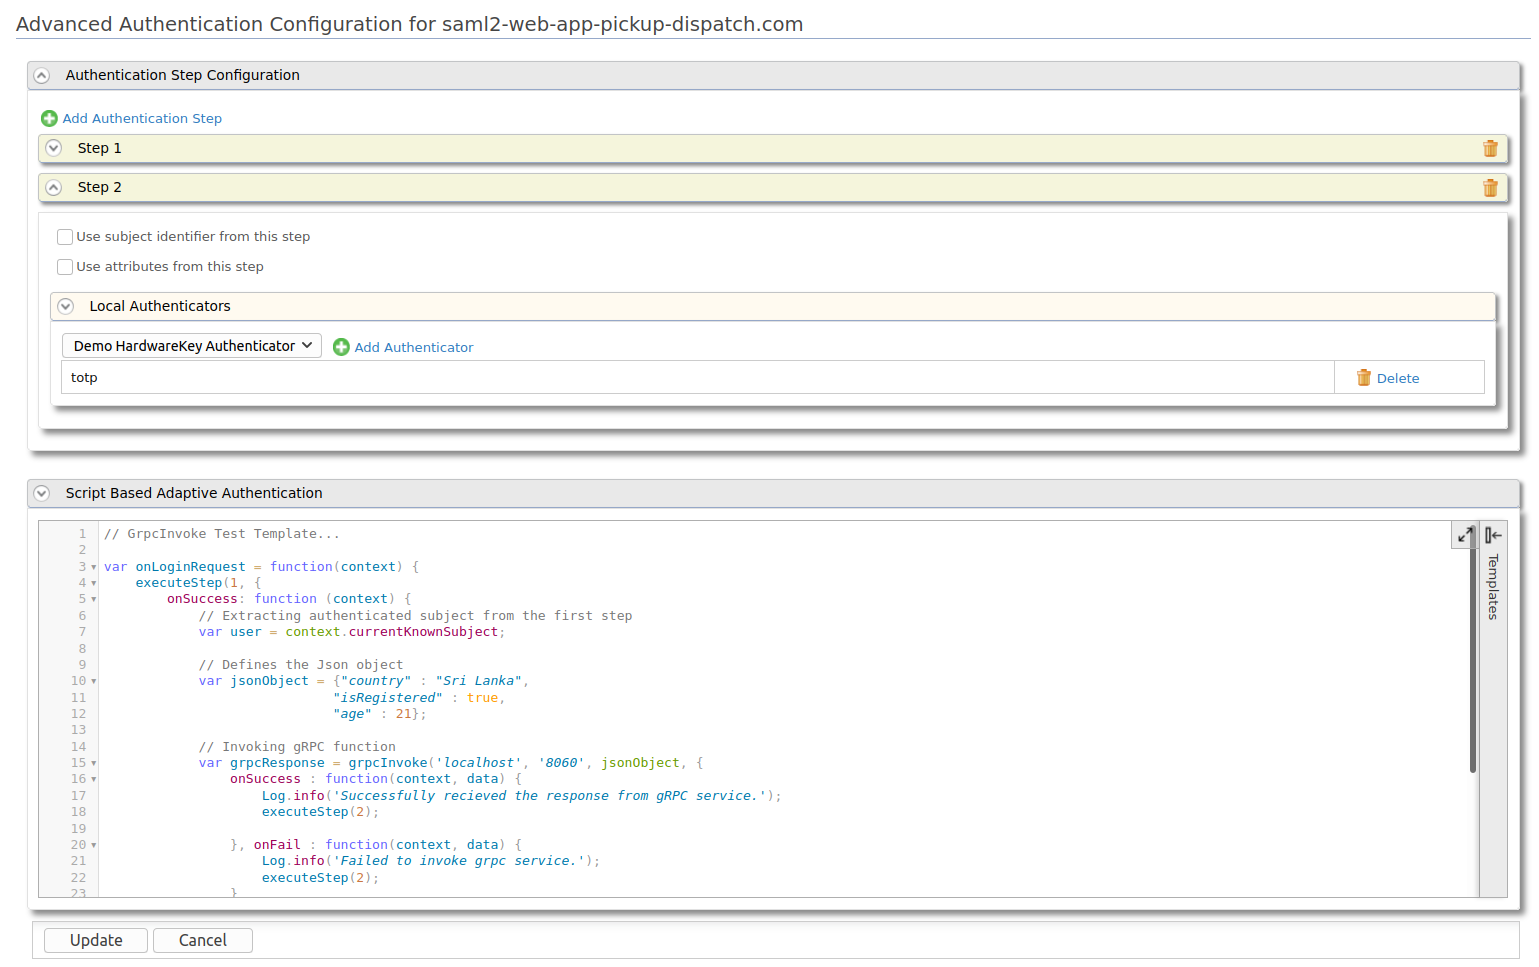 Advanced Authentication Configuration for saml2-web-app-pickup-dispatch.com
Authentication Step Configuration
Add Authentication Step
Step 1
Step 2
Use subject identifier from this step
Use attributes from this step
Local Authenticators
Demo HardwareKey Authenticator Add Authenticator
totp Delete
Script Based Adaptive Authentication
Templates
1 // GrpcInvoke Test Template...
2
3 var onLoginRequest = function(context) {
4     executeStep(1, {
5         onSuccess: function (context) {
6             // Extracting authenticated subject from the first step
7             var user = context.currentKnownSubject;
8
9             // Defines the Json object
10             var jsonObject = {"country" : "Sri Lanka",
11                              "isRegistered" : true,
12                              "age" : 21};
13
14             // Invoking gRPC function
15             var grpcResponse = grpcInvoke('localhost', '8060', jsonObject, {
16                 onSuccess : function(context, data) {
17                     Log.info('Successfully recieved the response from gRPC service.');
18                     executeStep(2);
19
20                 }, onFail : function(context, data) {
21                     Log.info('Failed to invoke grpc service.');
22                     executeStep(2);
23                 }
Update Cancel